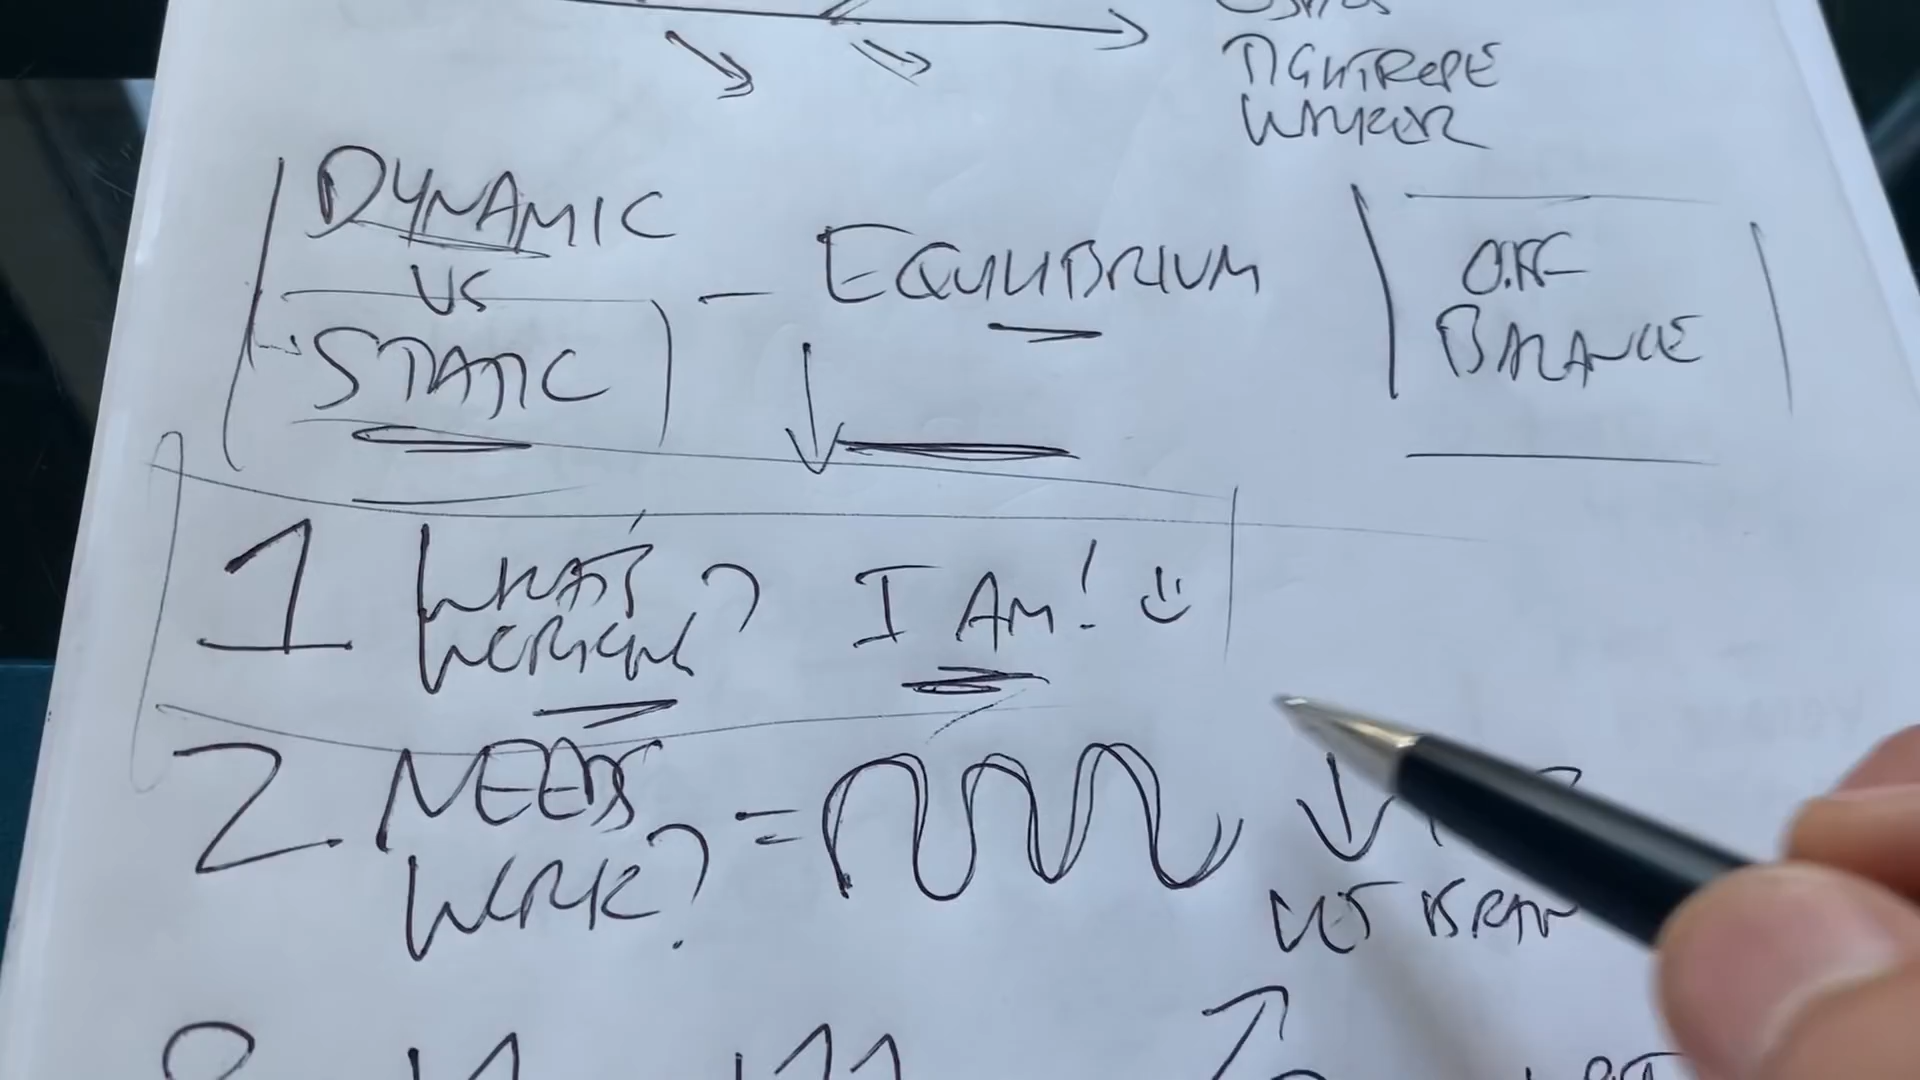 TIGHTROPE
WALKER
DYNAMIC
VS
STATIC
— EQUILIBRIUM
OFF
BALANCE
1 WHAT'S
WORKING? I AM!
2. NEEDS
WORK? =